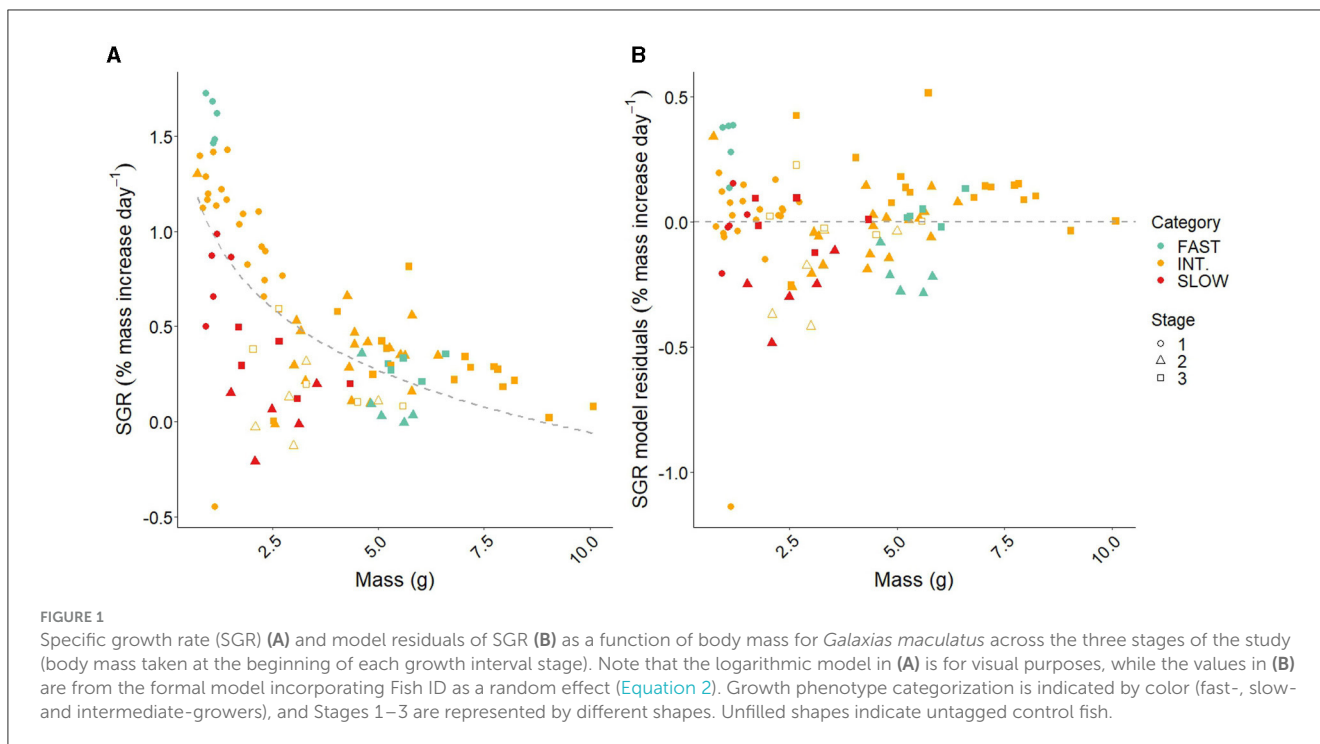 A
SGR (% mass increase day⁻¹)
1.5
1.0
0.5
0.0
-0.5
2.5
5.0
7.5
10.0
Mass (g)
B
SGR model residuals (% mass increase day⁻¹)
0.5
0.0
-0.5
-1.0
2.5
5.0
7.5
10.0
Mass (g)
Category
FAST
INT.
SLOW
Stage
1
2
3
FIGURE 1
Specific growth rate (SGR) (A) and model residuals of SGR (B) as a function of body mass for Galaxias maculatus across the three stages of the study
(body mass taken at the beginning of each growth interval stage). Note that the logarithmic model in (A) is for visual purposes, while the values in (B)
are from the formal model incorporating Fish ID as a random effect (Equation 2). Growth phenotype categorization is indicated by color (fast-, slow-
and intermediate-growers), and Stages 1–3 are represented by different shapes. Unfilled shapes indicate untagged control fish.